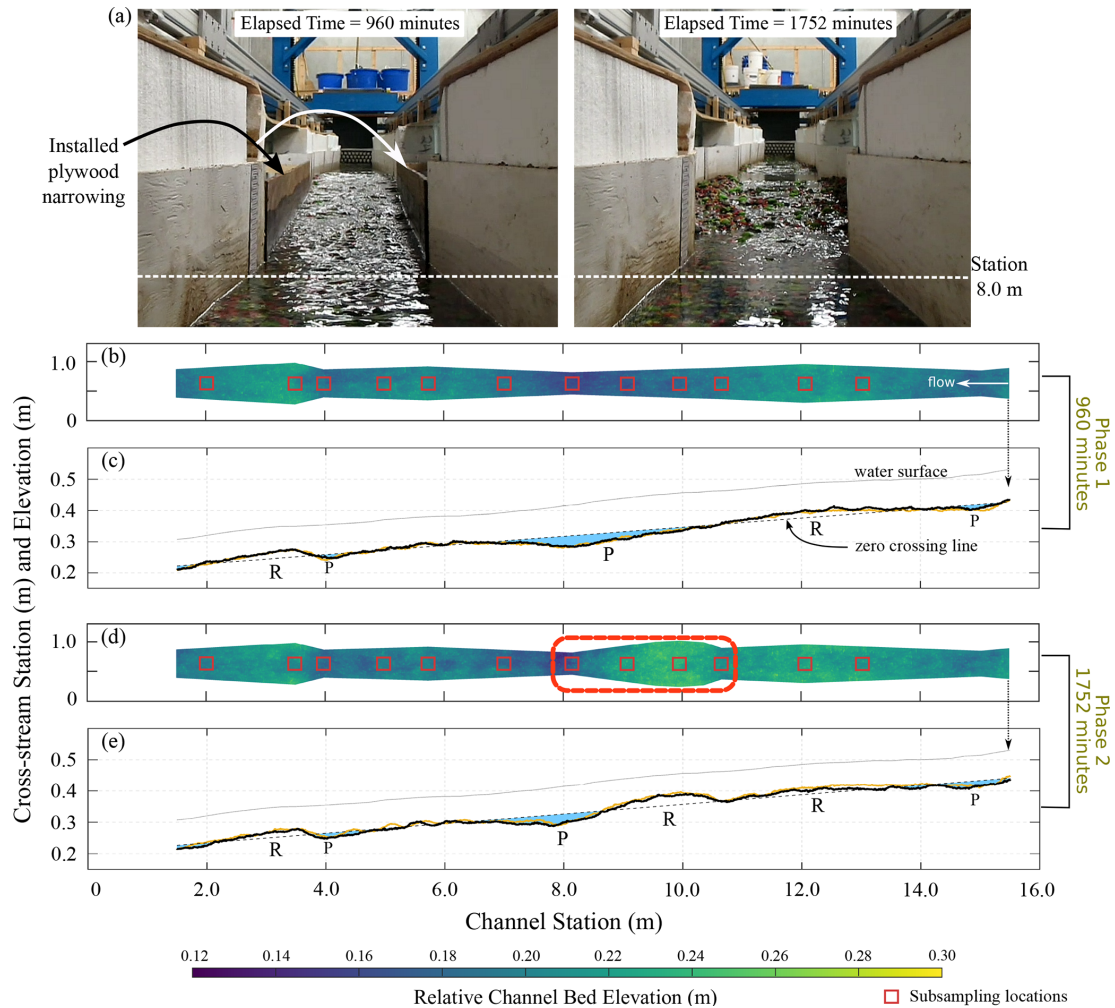 (a)
Elapsed Time = 960 minutes
Elapsed Time = 1752 minutes
Installed
plywood
narrowing
Station
8.0 m
Cross-stream Station (m) and Elevation (m)
(b)
1.0
0
flow
Phase 1
960 minutes
(c)
0.5
0.4
0.3
0.2
water surface
R
P
P
R
zero crossing line
P
(d)
1.0
0
Phase 2
1752 minutes
(e)
0.5
0.4
0.3
0.2
R
P
P
R
R
P
0 2.0 4.0 6.0 8.0 10.0 12.0 14.0 16.0
Channel Station (m)
0.12 0.14 0.16 0.18 0.20 0.22 0.24 0.26 0.28 0.30
Relative Channel Bed Elevation (m)
Subsampling locations